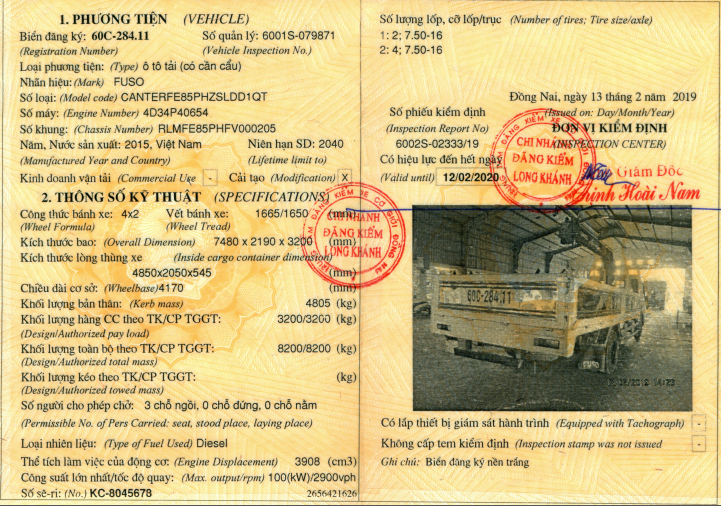 1. PHƯƠNG TIỆN (VEHICLE)
Biển đăng ký: 60C-284.11 Số quản lý: 6001S-079871
(Registration Number) (Vehicle Inspection No.)
Loại phương tiện: (Type) ô tô tải (có cần cẩu)
Nhãn hiệu: (Mark) FUSO
Số loại: (Model code) CANTERFE85PHZSLDD1QT
Số máy: (Engine Number) 4D34P40654
Số khung: (Chassis Number) RLMFE85PHFV000205
Năm, Nước sản xuất: 2015, Việt Nam Niên hạn SD: 2040
(Manufactured Year and Country) (Lifetime limit to)
Kinh doanh vận tải (Commercial Use) - Cải tạo (Modification) X
2. THÔNG SỐ KỸ THUẬT (SPECIFICATIONS)
Công thức bánh xe: 4x2 Vết bánh xe: 1665/1650 (mm)
(Wheel Formula) (Wheel Tread)
Kích thước bao: (Overall Dimension) 7480 x 2190 x 3200 (mm)
Kích thước lòng thùng xe (Inside cargo container dimension)
4850x2050x545 (mm)
Chiều dài cơ sở: (Wheelbase) 4170 (mm)
Khối lượng bản thân: (Kerb mass) 4805 (kg)
Khối lượng hàng CC theo TK/CP TGGT: 3200/3200 (kg)
(Design/Authorized pay load)
Khối lượng toàn bộ theo TK/CP TGGT: 8200/8200 (kg)
(Design/Authorized total mass)
Khối lượng kéo theo TK/CP TGGT: (kg)
(Design/Authorized towed mass)
Số người cho phép chở: 3 chỗ ngồi, 0 chỗ đứng, 0 chỗ nằm
(Permissible No. of Pers Carried: seat, stood place, laying place)
Loại nhiên liệu: (Type of Fuel Used) Diesel
Thể tích làm việc của động cơ: (Engine Displacement) 3908 (cm3)
Công suất lớn nhất/tốc độ quay: (Max. output/rpm) 100(kW)/2900vph
Số sê-ri: (No.) KC-8045678 2656421626
Số lượng lốp, cỡ lốp/trục (Number of tires; Tire size/axle)
1: 2; 7.50-16
2: 4; 7.50-16
Đồng Nai, ngày 13 tháng 2 năm 2019
Số phiếu kiểm định (Issued on: Day/Month/Year)
(Inspection Report No) ĐƠN VỊ KIỂM ĐỊNH
6002S-02333/19 (INSPECTION CENTER)
Có hiệu lực đến hết ngày
(Valid until) 12/02/2020
CHI NHÁNH
ĐĂNG KIỂM
LONG KHÁNH
Giám Đốc
Trịnh Hoài Nam
TRUNG TÂM ĐĂNG KIỂM XE CƠ GIỚI ĐỒNG NAI
CHI NHÁNH
ĐĂNG KIỂM
LONG KHÁNH
60C-284.11
FUSO
Có lắp thiết bị giám sát hành trình (Equipped with Tachograph) -
Không cấp tem kiểm định (Inspection stamp was not issued -
Ghi chú: Biển đăng ký nền trắng